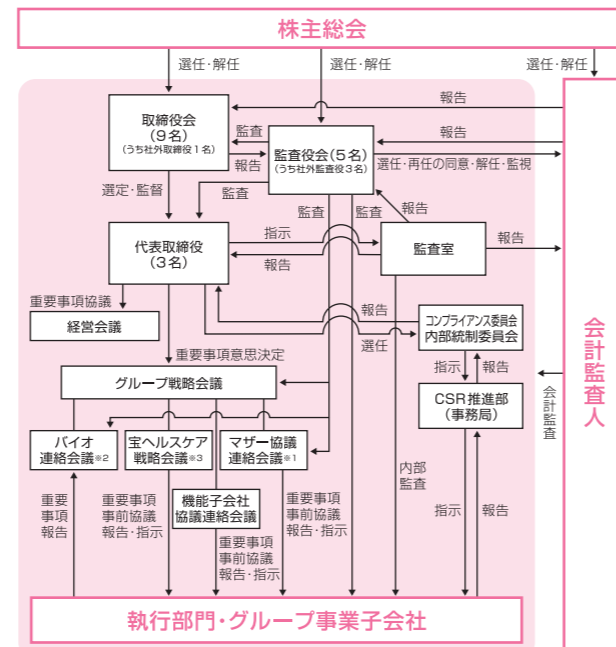 株主総会
選任・解任
選任・解任
選任・解任
取締役会
(9名)
(うち社外取締役1名)
監査
報告
監査役会(5名)
(うち社外監査役3名)
報告
報告
選任・再任の同意・解任・監視
選定・監督
監査
監査
監査
報告
代表取締役
(3名)
指示
報告
監査室
報告
重要事項協議
経営会議
報告
選任
コンプライアンス委員会
内部統制委員会
重要事項意思決定
グループ戦略会議
指示
報告
CSR推進部
(事務局)
会計監査
会計監査人
バイオ
連絡会議※2
宝ヘルスケア
戦略会議※3
マザー協議
連絡会議※1
機能子会社
協議連絡会議
内部
監査
重要
事項
報告
重要事項
事前協議
報告・指示
重要事項
事前協議
報告・指示
重要事項
事前協議
報告・指示
指示
報告
執行部門・グループ事業子会社